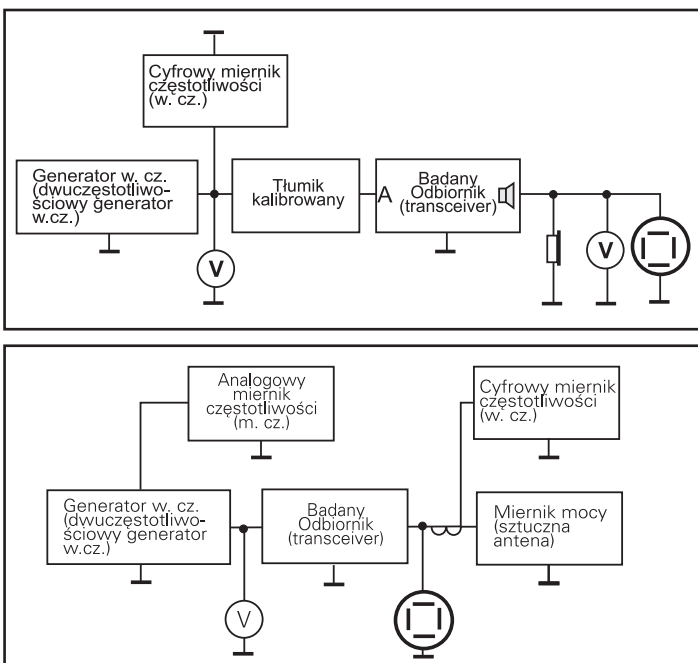 Cyfrowy miernik
częstotliwości
(w. cz.)
Generator w. cz.
(dwuczęstotliwo-
ściowy generator
w.cz.)
Tłumik
kalibrowany
A
Badany
Odbiornik
(transceiver)
V
V
Analogowy
miernik
częstotliwości
(m. cz.)
Cyfrowy miernik
częstotliwości
(w. cz.)
Generator w. cz.
(dwuczęstotliwo-
ściowy generator
w.cz.)
Badany
Odbiornik
(transceiver)
Miernik mocy
(sztuczna
antena)
V